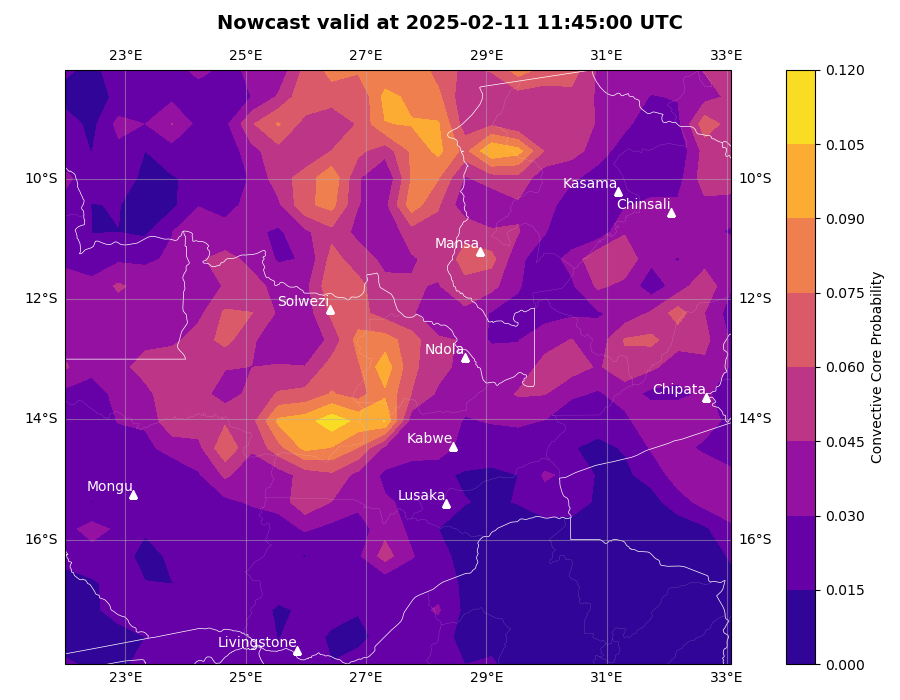 Nowcast valid at 2025-02-11 11:45:00 UTC
23°E 25°E 27°E 29°E 31°E 33°E
0.120
0.105
10°S Kasama 10°S
Chinsali
0.090
Mansa
0.075
12°S Solwezi 12°S
Ndola
0.060
Chipata
14°S 14°S
Kabwe
0.045
Mongu
Lusaka
0.030
16°S 16°S
0.015
Livingstone
0.000
23°E 25°E 27°E 29°E 31°E 33°E
Convective Core Probability